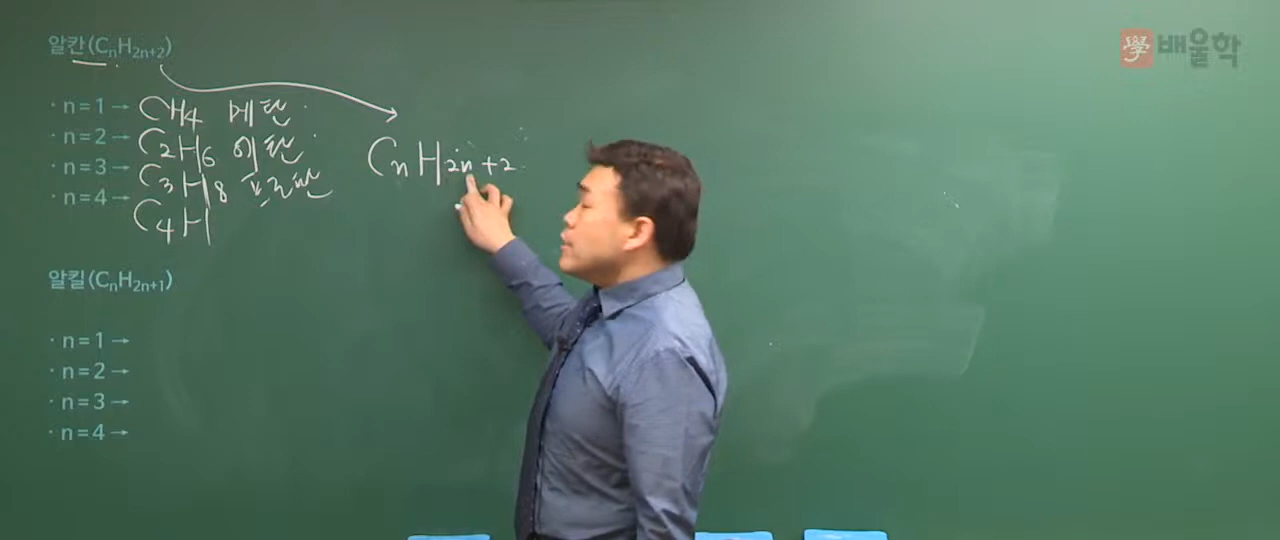 알칸(CₙH₂ₙ₊₂)
· n=1 → CH₄ 메탄
· n=2 → C₂H₆ 에탄
· n=3 → C₃H₈ 프로판
· n=4 → C₄H
CₙH₂ₙ₊₂
알킬(CₙH₂ₙ₊₁)
· n=1 →
· n=2 →
· n=3 →
· n=4 →
學 배울학